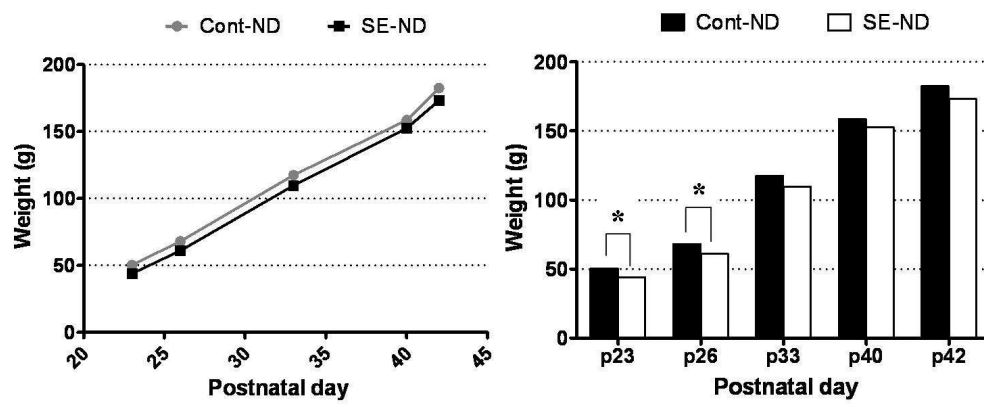 Cont-ND SE-ND
Weight (g)
200
150
100
50
0
20 25 30 35 40 45
Postnatal day
Cont-ND SE-ND
Weight (g)
200
150
100
50
0
* *
p23 p26 p33 p40 p42
Postnatal day